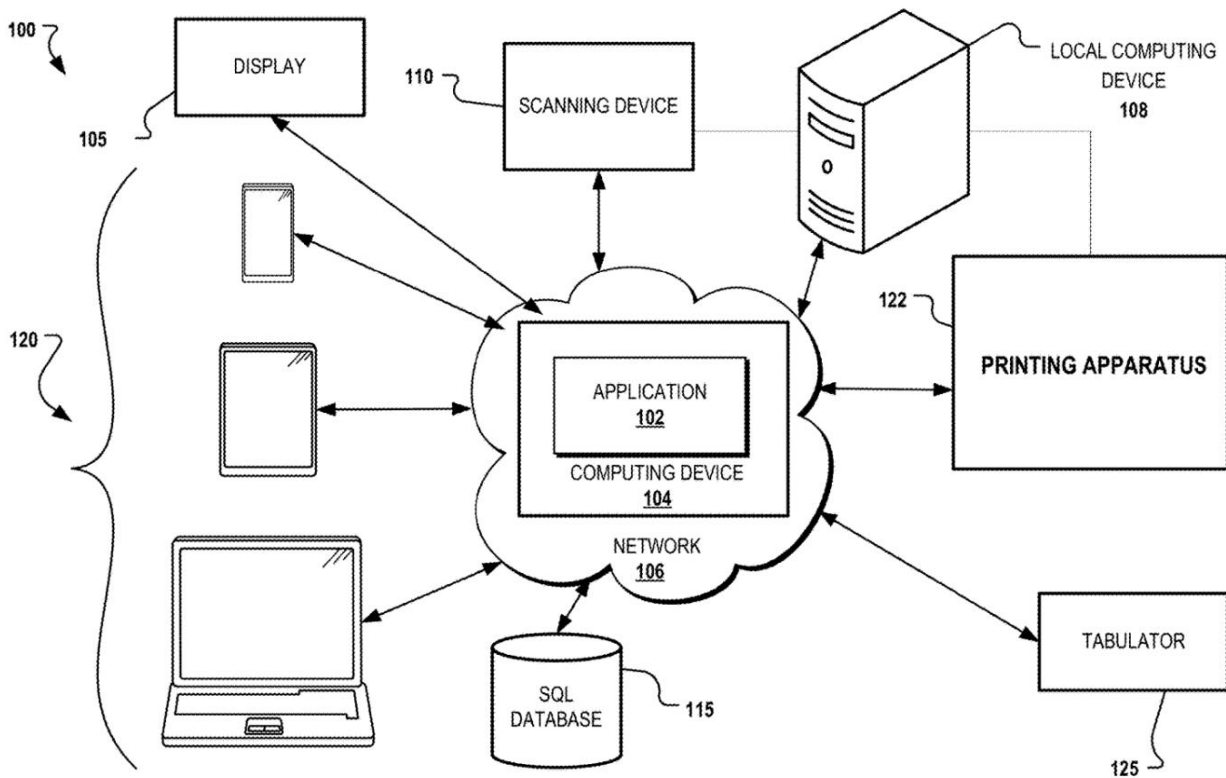 100
DISPLAY
105
110
SCANNING DEVICE
LOCAL COMPUTING
DEVICE
108
122
PRINTING APPARATUS
120
APPLICATION
102
COMPUTING DEVICE
104
NETWORK
106
SQL
DATABASE
115
TABULATOR
125